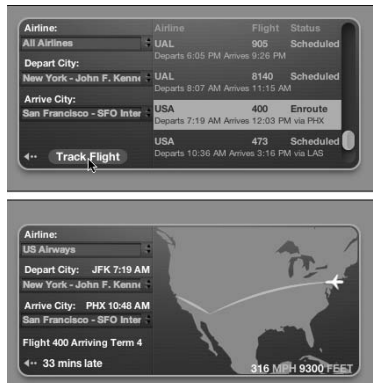 Airline: Airline Flight Status
All Airlines UAL 905 Scheduled
Departs 6:05 PM Arrives 9:26 PM
Depart City:
New York - John F. Kenne UAL 8140 Scheduled
Departs 8:07 AM Arrives 11:15 AM
Arrive City: USA 400 Enroute
San Francisco - SFO Inter Departs 7:19 AM Arrives 12:03 PM via PHX
USA 473 Scheduled
Track Flight Departs 10:36 AM Arrives 3:16 PM via LAS
Airline:
US Airways
Depart City: JFK 7:19 AM
New York - John F. Kenne
Arrive City: PHX 10:48 AM
San Francisco - SFO Inter
Flight 400 Arriving Term 4
33 mins late
316 MPH 9300 FEET